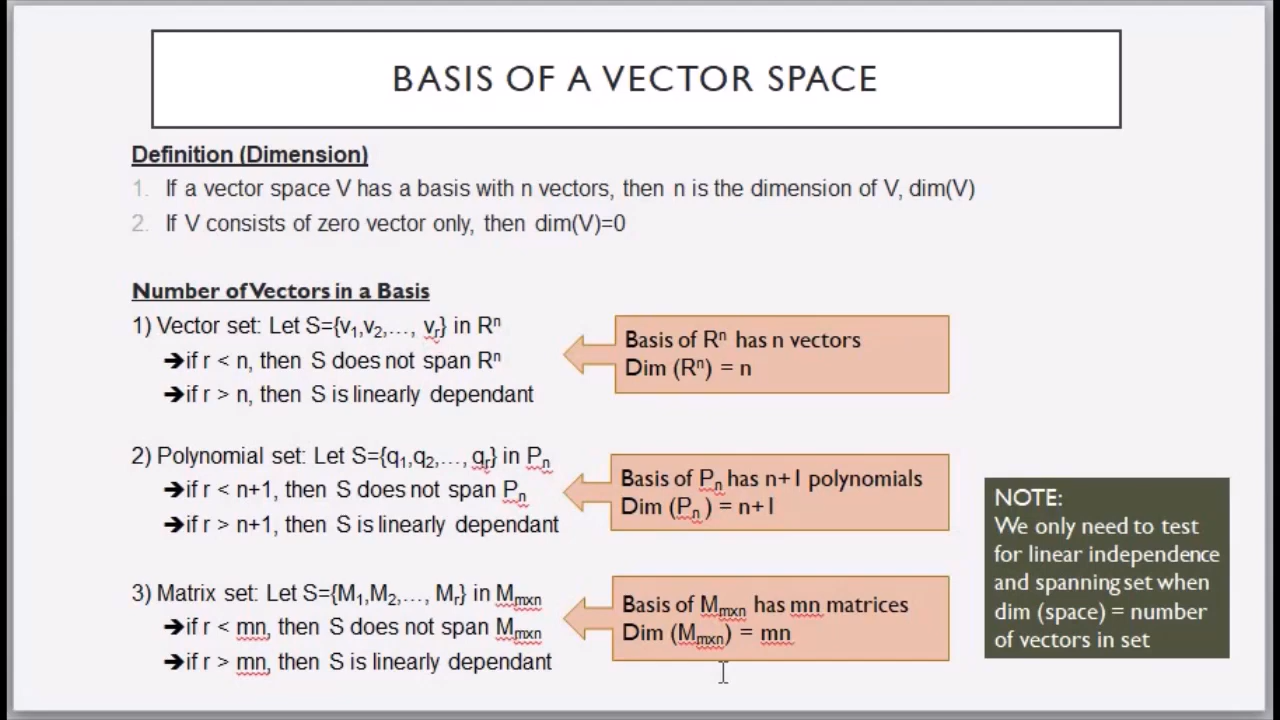 BASIS OF A VECTOR SPACE
Definition (Dimension)
1. If a vector space V has a basis with n vectors, then n is the dimension of V, dim(V)
2. If V consists of zero vector only, then dim(V)=0
Number of Vectors in a Basis
1) Vector set: Let S={v₁,v₂,…, vᵣ} in Rⁿ
➔if r < n, then S does not span Rⁿ
➔if r > n, then S is linearly dependant
Basis of Rⁿ has n vectors
Dim (Rⁿ) = n
2) Polynomial set: Let S={q₁,q₂,…, qᵣ} in Pₙ
➔if r < n+1, then S does not span Pₙ
➔if r > n+1, then S is linearly dependant
Basis of Pₙ has n+1 polynomials
Dim (Pₙ ) = n+1
3) Matrix set: Let S={M₁,M₂,…, Mᵣ} in Mₘₓₙ
➔if r < mn, then S does not span Mₘₓₙ
➔if r > mn, then S is linearly dependant
Basis of Mₘₓₙ has mn matrices
Dim (Mₘₓₙ) = mn
NOTE:
We only need to test
for linear independence
and spanning set when
dim (space) = number
of vectors in set